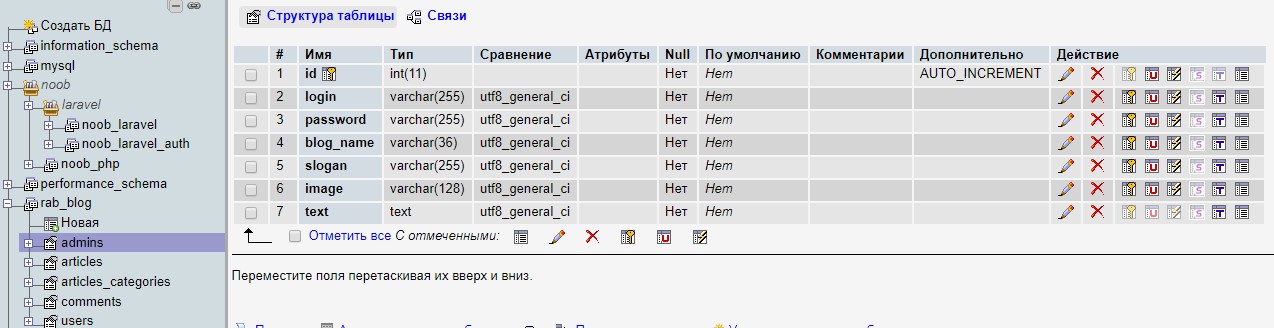 Создать БД
information_schema
mysql
noob
laravel
noob_laravel
noob_laravel_auth
noob_php
performance_schema
rab_blog
Новая
admins
articles
articles_categories
comments
users
Структура таблицы Связи
# Имя Тип Сравнение Атрибуты Null По умолчанию Комментарии Дополнительно Действие
1 id int(11) Нет Нет AUTO_INCREMENT
2 login varchar(255) utf8_general_ci Нет Нет
3 password varchar(255) utf8_general_ci Нет Нет
4 blog_name varchar(36) utf8_general_ci Нет Нет
5 slogan varchar(255) utf8_general_ci Нет Нет
6 image varchar(128) utf8_general_ci Нет Нет
7 text text utf8_general_ci Нет Нет
Отметить все С отмеченными:
Переместите поля перетаскивая их вверх и вниз.